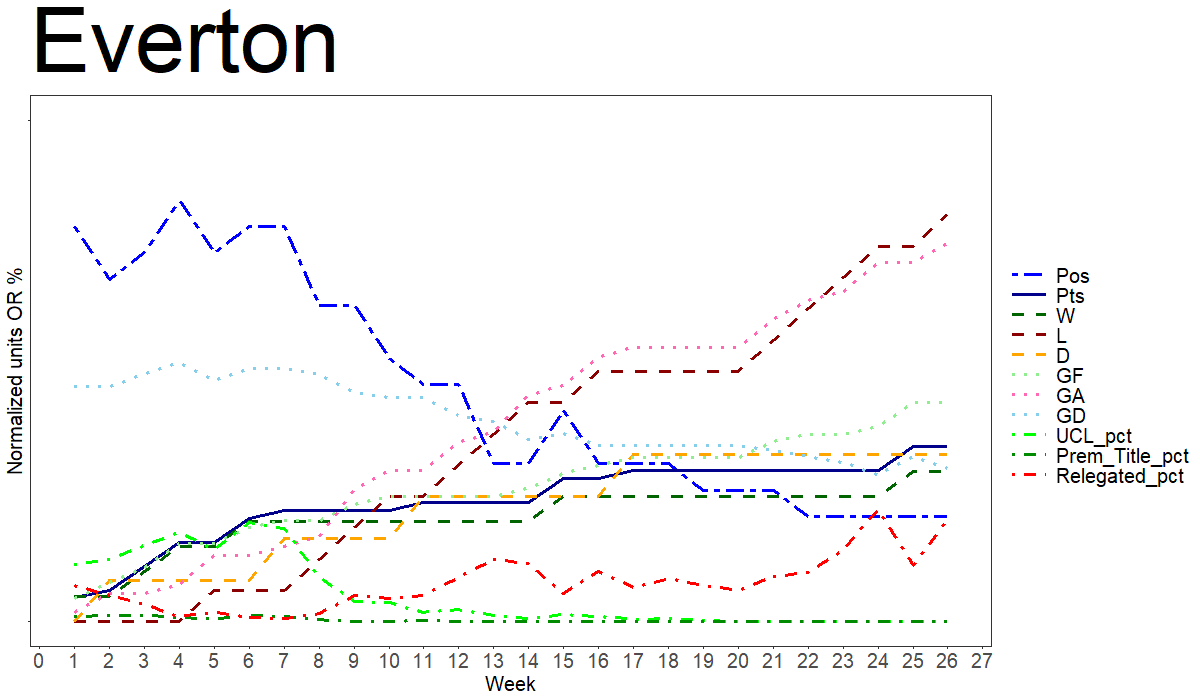 Everton
Normalized units OR %
Pos
Pts
W
L
D
GF
GA
GD
UCL_pct
Prem_Title_pct
Relegated_pct
0 1 2 3 4 5 6 7 8 9 10 11 12 13 14 15 16 17 18 19 20 21 22 23 24 25 26 27
Week